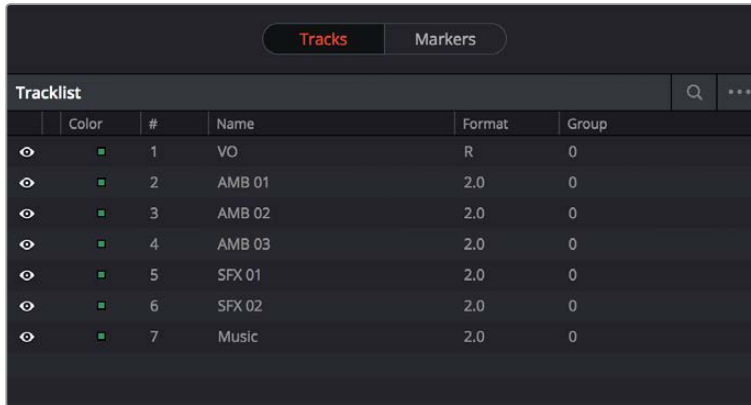 Tracks Markers
Tracklist
Color # Name Format Group
1 VO R 0
2 AMB 01 2.0 0
3 AMB 02 2.0 0
4 AMB 03 2.0 0
5 SFX 01 2.0 0
6 SFX 02 2.0 0
7 Music 2.0 0